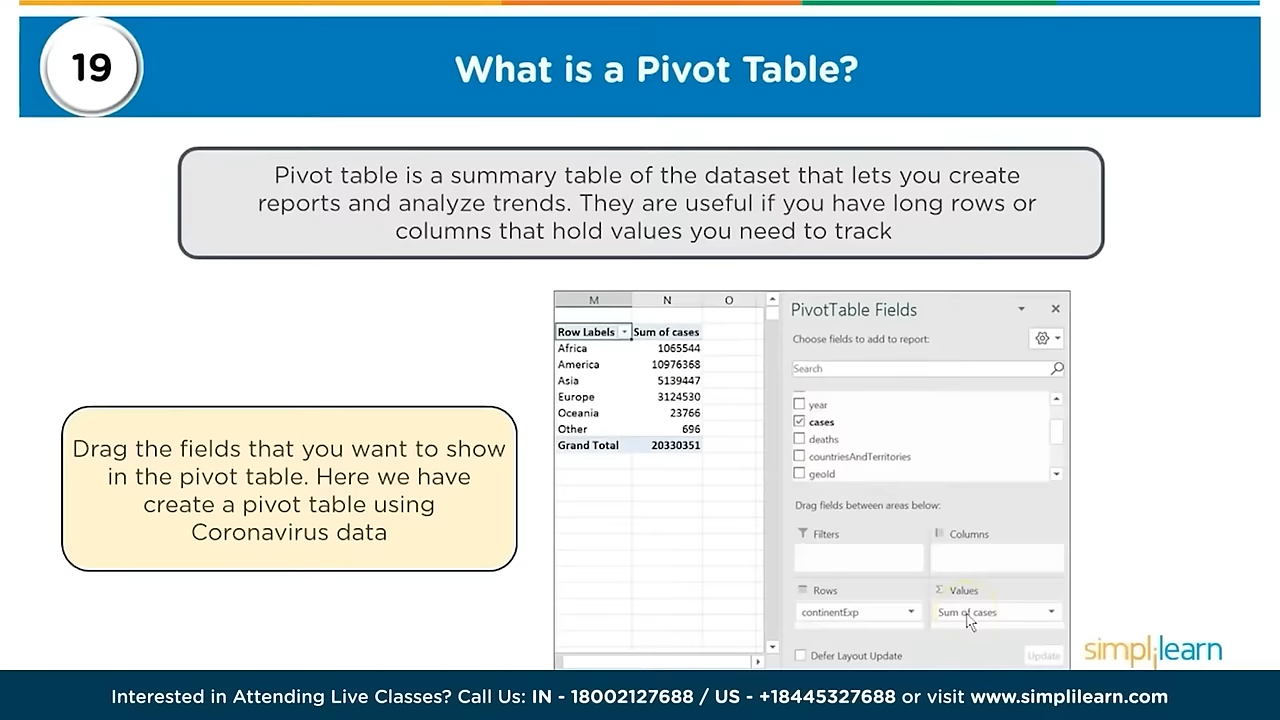 19
What is a Pivot Table?
Pivot table is a summary table of the dataset that lets you create
reports and analyze trends. They are useful if you have long rows or
columns that hold values you need to track
Drag the fields that you want to show
in the pivot table. Here we have
create a pivot table using
Coronavirus data
M N O
Row Labels Sum of cases
Africa 1065544
America 10976368
Asia 5139447
Europe 3124530
Oceania 23766
Other 696
Grand Total 20330351
PivotTable Fields
Choose fields to add to report:
Search
year
cases
deaths
countriesAndTerritories
geoId
Drag fields between areas below:
Filters Columns
Rows Values
continentExp Sum of cases
Defer Layout Update Update
simplilearn
Interested in Attending Live Classes? Call Us: IN - 18002127688 / US - +18445327688 or visit www.simplilearn.com